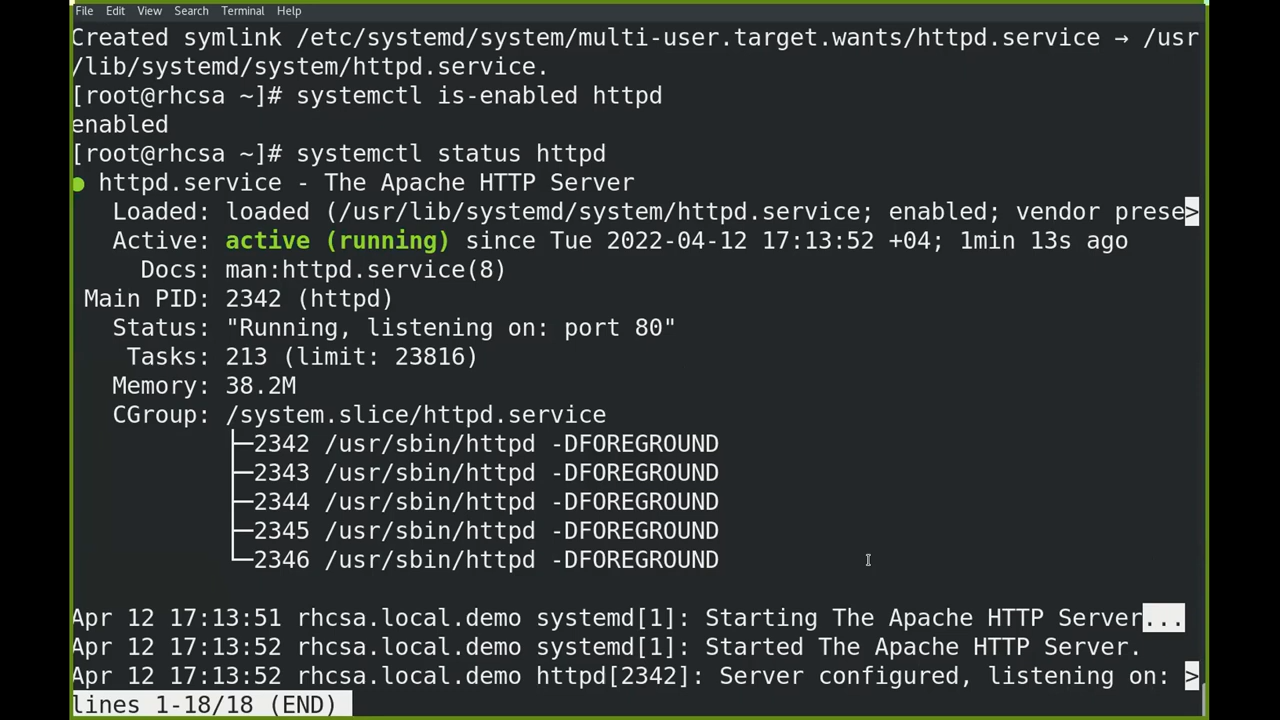 File Edit View Search Terminal Help
Created symlink /etc/systemd/system/multi-user.target.wants/httpd.service → /usr
/lib/systemd/system/httpd.service.
[root@rhcsa ~]# systemctl is-enabled httpd
enabled
[root@rhcsa ~]# systemctl status httpd
● httpd.service - The Apache HTTP Server
   Loaded: loaded (/usr/lib/systemd/system/httpd.service; enabled; vendor prese>
   Active: active (running) since Tue 2022-04-12 17:13:52 +04; 1min 13s ago
     Docs: man:httpd.service(8)
 Main PID: 2342 (httpd)
   Status: "Running, listening on: port 80"
    Tasks: 213 (limit: 23816)
   Memory: 38.2M
   CGroup: /system.slice/httpd.service
           ├─2342 /usr/sbin/httpd -DFOREGROUND
           ├─2343 /usr/sbin/httpd -DFOREGROUND
           ├─2344 /usr/sbin/httpd -DFOREGROUND
           ├─2345 /usr/sbin/httpd -DFOREGROUND
           └─2346 /usr/sbin/httpd -DFOREGROUND
Apr 12 17:13:51 rhcsa.local.demo systemd[1]: Starting The Apache HTTP Server...
Apr 12 17:13:52 rhcsa.local.demo systemd[1]: Started The Apache HTTP Server.
Apr 12 17:13:52 rhcsa.local.demo httpd[2342]: Server configured, listening on: >
lines 1-18/18 (END)